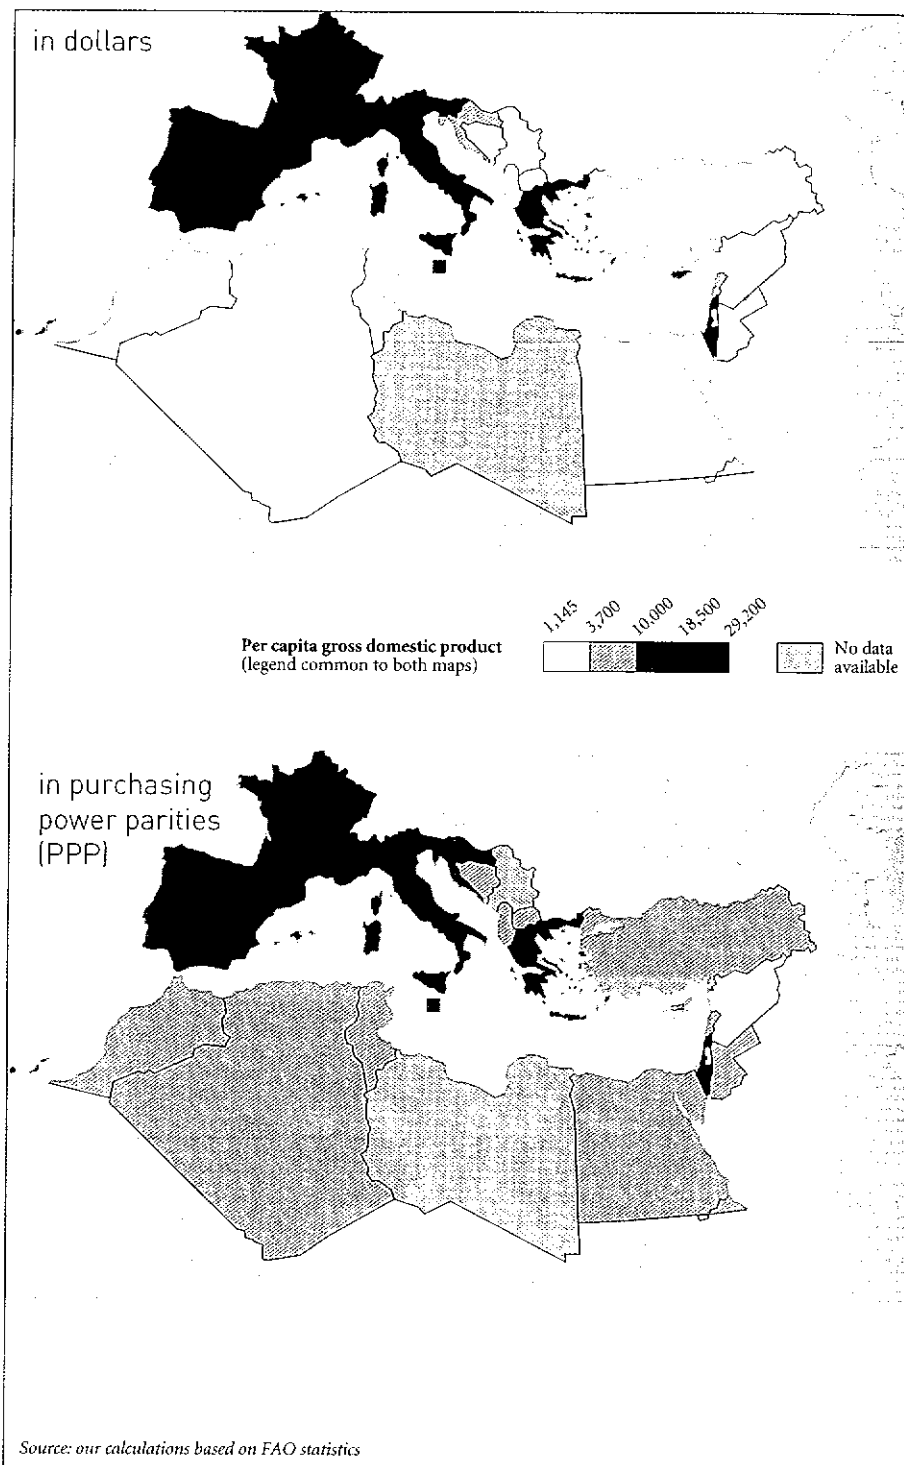 in dollars
1,145
3,700
10,000
18,500
29,200
Per capita gross domestic product
(legend common to both maps)
No data
available
in purchasing
power parities
(PPP)
Source: our calculations based on FAO statistics